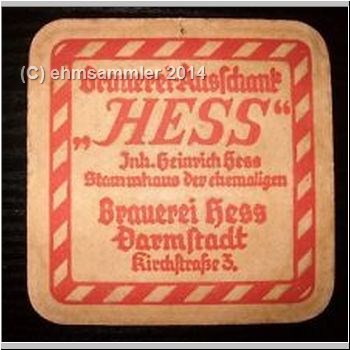 (C) ehmsammler 2014
Brauerei-Ausschank
„HESS“
Inh. Heinrich Hess
Stammhaus der ehemaligen
Brauerei Hess
Darmstadt
Kirchstraße 3.